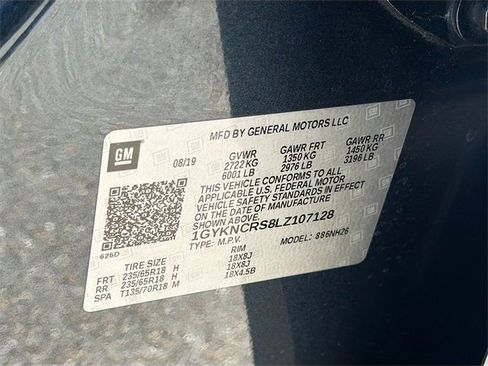 MFD BY GENERAL MOTORS LLC
GM
08/19
GVWR GAWR FRT GAWR RR
2722 KG 1350 KG 1450 KG
6001 LB 2976 LB 3196 LB
THIS VEHICLE CONFORMS TO ALL
APPLICABLE U.S. FEDERAL MOTOR
VEHICLE SAFETY STANDARDS IN EFFECT
ON THE DATE OF MANUFACTURE
SHOWN ABOVE.
1GYKNCRS8LZ107128
TYPE: M.P.V. MODEL: 886NH26
626D
TIRE SIZE RIM
FRT 235/65R18 H 18X8J
RR 235/65R18 H 18X8J
SPA T135/70R18 M 18X4.5B